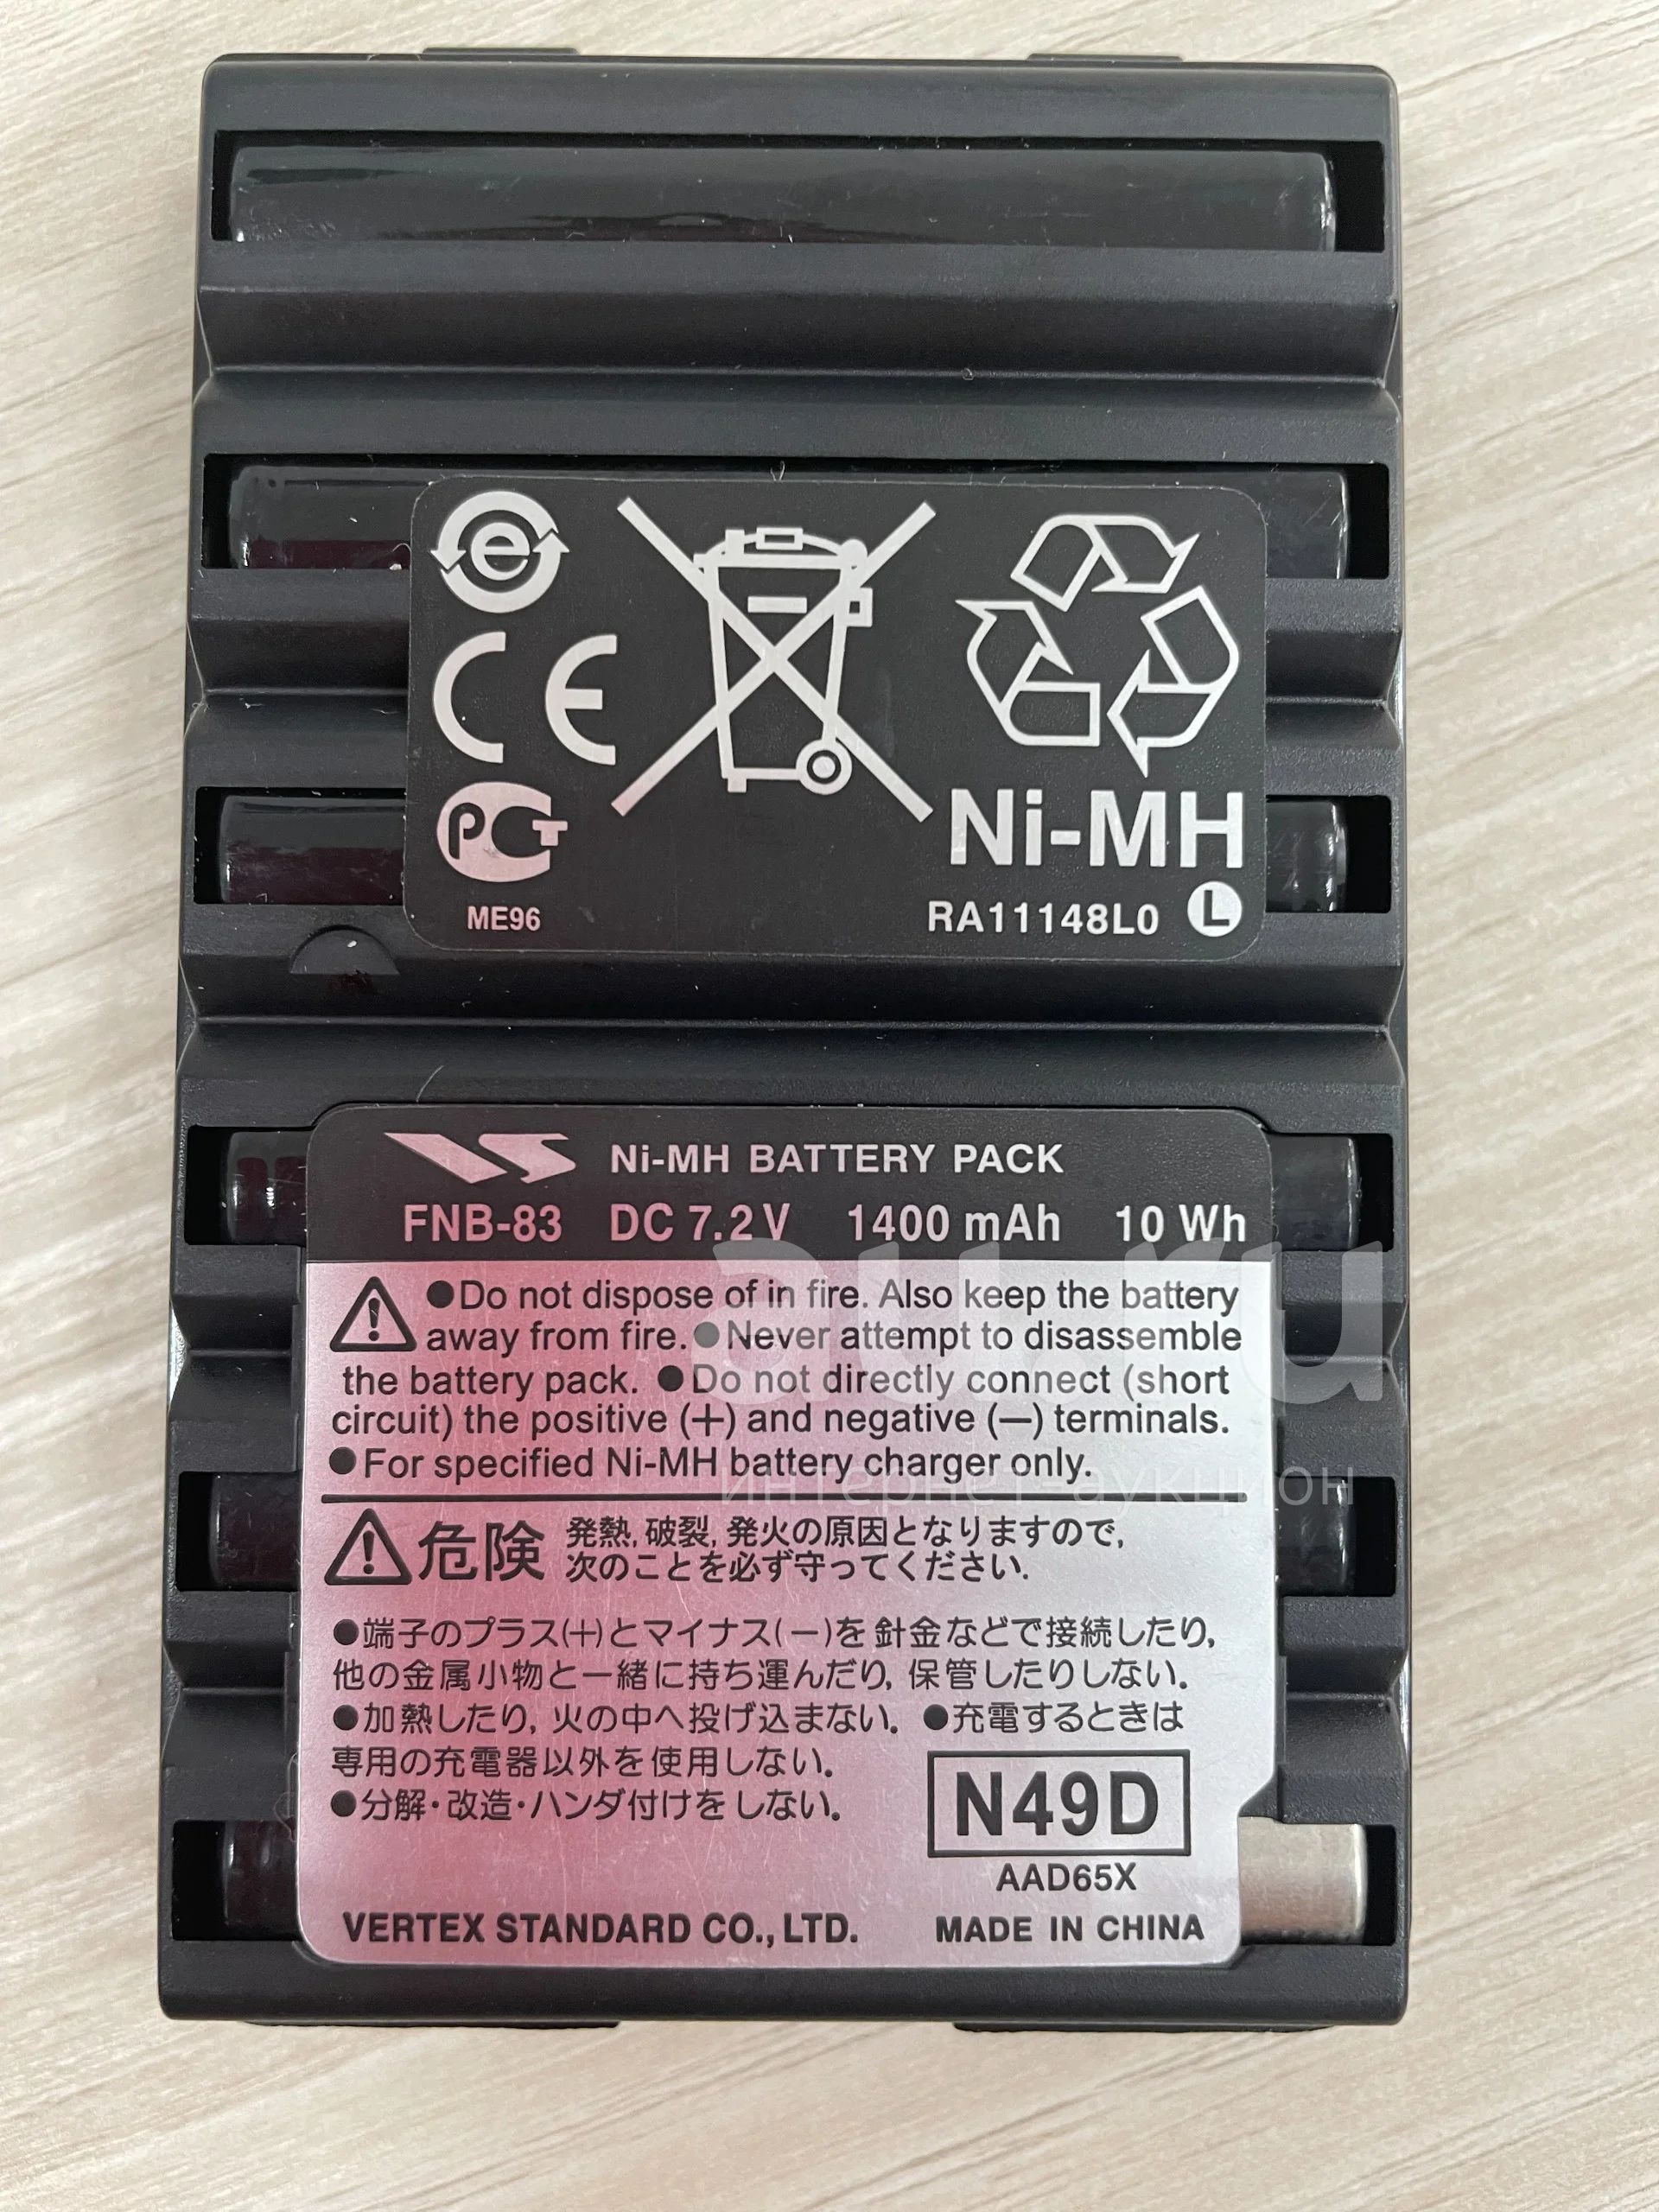 e
CE
РСТ
ME96
Ni-MH
RA11148L0 L
VS Ni-MH BATTERY PACK
FNB-83 DC 7.2V 1400 mAh 10 Wh
●Do not dispose of in fire. Also keep the battery
away from fire. ●Never attempt to disassemble
the battery pack. ●Do not directly connect (short
circuit) the positive (+) and negative (—) terminals.
●For specified Ni-MH battery charger only.
危険 発熱, 破裂, 発火の原因となりますので,
次のことを必ず守ってください.
●端子のプラス(+)とマイナス(—)を針金などで接続したり,
他の金属小物と一緒に持ち運んだり, 保管したりしない。
●加熱したり, 火の中へ投げ込まない。 ●充電するときは
専用の充電器以外を使用しない。
●分解・改造・ハンダ付けをしない。
N49D
AAD65X
VERTEX STANDARD CO., LTD. MADE IN CHINA
au.ru
интернет-аукцион